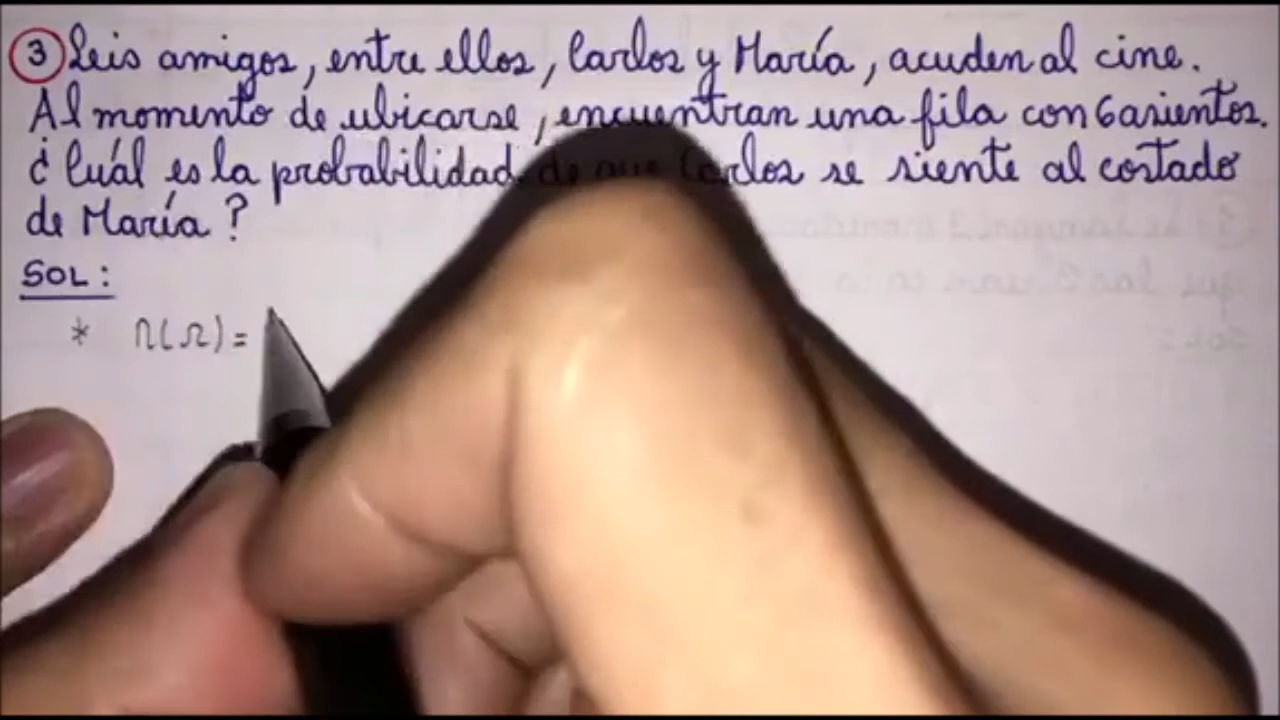 3 Seis amigos, entre ellos, Carlos y María, acuden al cine.
Al momento de ubicarse, encuentran una fila con 6 asientos.
¿Cuál es la probabilidad de que Carlos se siente al costado
de María?
SOL:
* n(Ω)=